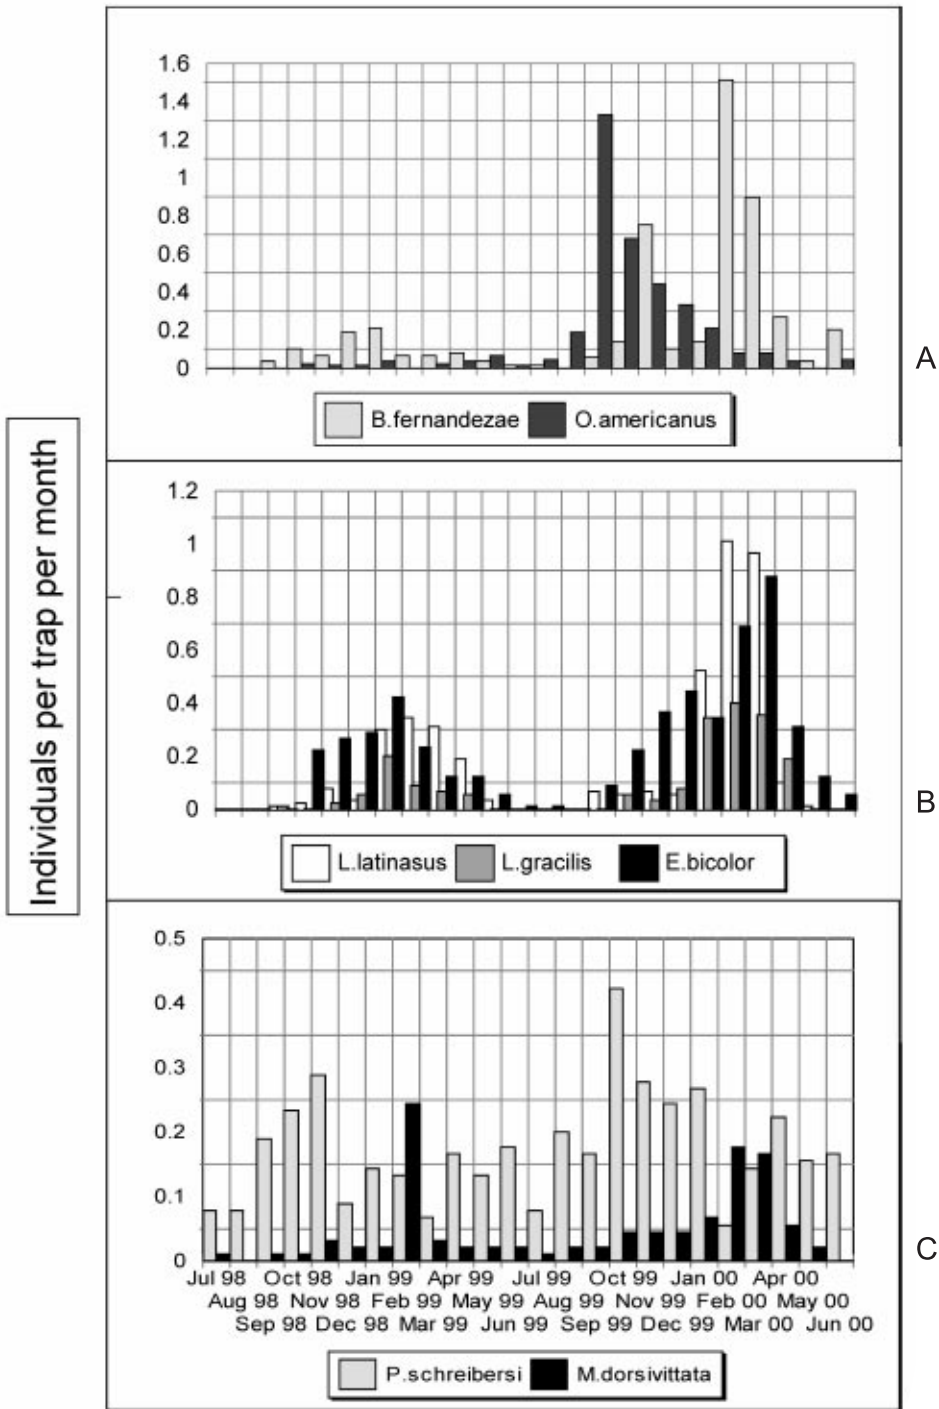 Individuals per trap per month
1.6
1.4
1.2
1
0.8
0.6
0.4
0.2
0
A
B.fernandezae O.americanus
1.2
1
0.8
0.6
0.4
0.2
0
B
L.latinasus L.gracilis E.bicolor
0.5
0.4
0.3
0.2
0.1
0
C
Jul 98 Oct 98 Jan 99 Apr 99 Jul 99 Oct 99 Jan 00 Apr 00
Aug 98 Nov 98 Feb 99 May 99 Aug 99 Nov 99 Feb 00 May 00
Sep 98 Dec 98 Mar 99 Jun 99 Sep 99 Dec 99 Mar 00 Jun 00
P.schreibersi M.dorsivittata